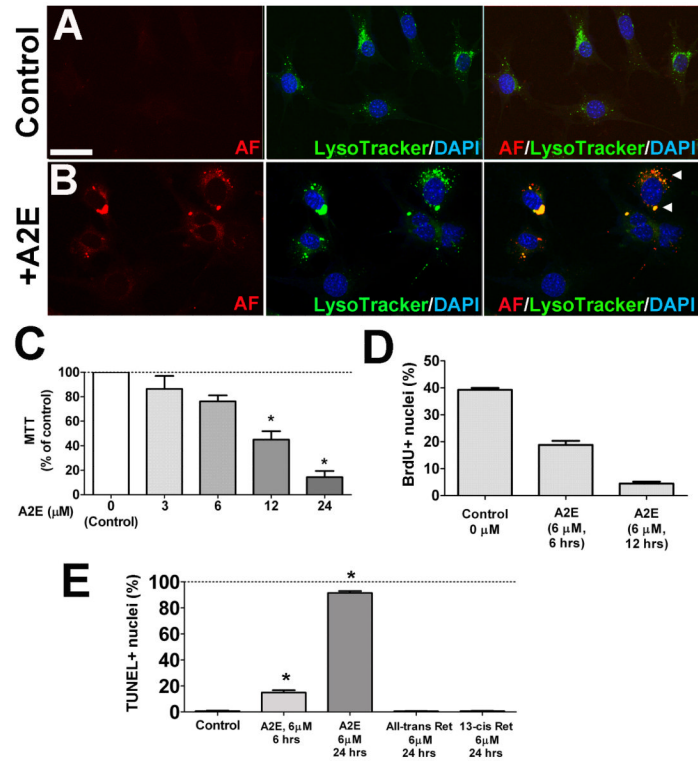 A
Control
AF
LysoTracker/DAPI
AF/LysoTracker/DAPI
B
+A2E
AF
LysoTracker/DAPI
AF/LysoTracker/DAPI
C
MTT
(% of control)
100
80
60
40
20
0
*
*
A2E (μM)
0
3
6
12
24
(Control)
D
BrdU+ nuclei (%)
50
40
30
20
10
0
Control
0 μM
A2E
(6 μM,
6 hrs)
A2E
(6 μM,
12 hrs)
E
TUNEL+ nuclei (%)
100
80
60
40
20
0
*
*
Control
A2E, 6μM
6 hrs
A2E
6μM
24 hrs
All-trans Ret
6μM
24 hrs
13-cis Ret
6μM
24 hrs